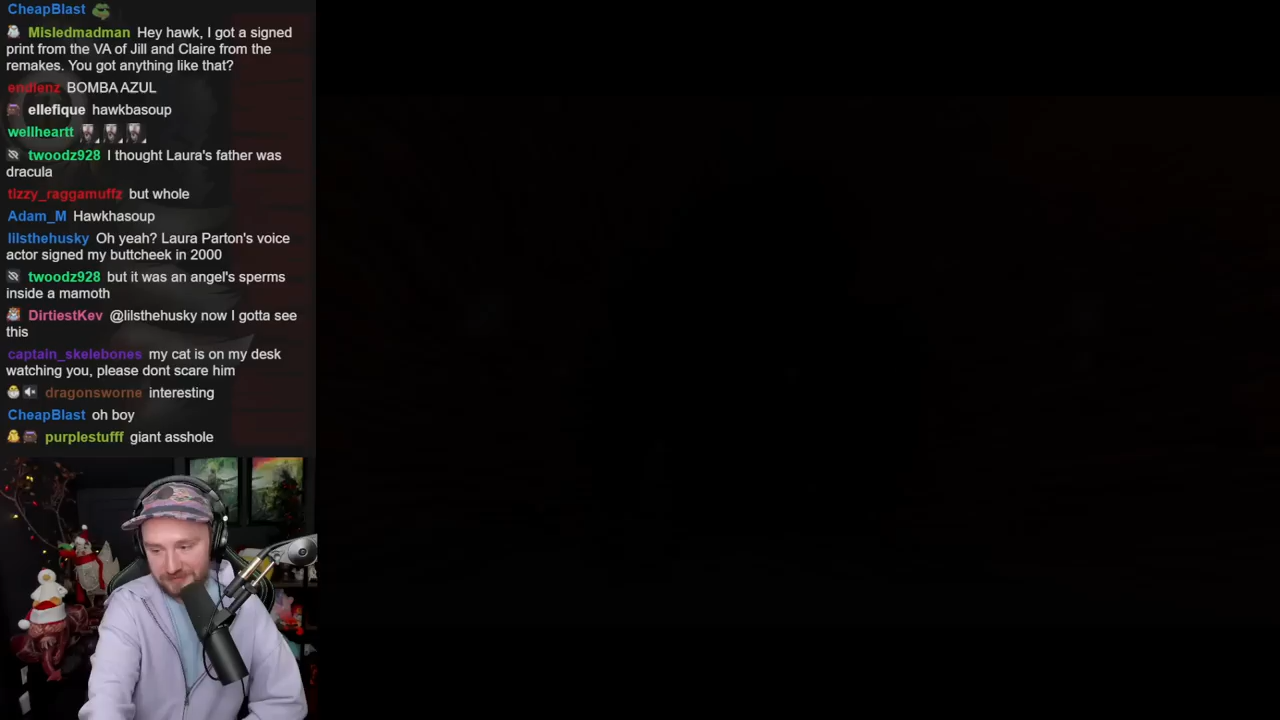 CheapBlast
Misledmadman Hey hawk, I got a signed
print from the VA of Jill and Claire from the
remakes. You got anything like that?
endlenz BOMBA AZUL
ellefique hawkbasoup
wellheartt
twoodz928 I thought Laura's father was
dracula
tizzy_raggamuffz but whole
Adam_M Hawkhasoup
lilsthehusky Oh yeah? Laura Parton's voice
actor signed my buttcheek in 2000
twoodz928 but it was an angel's sperms
inside a mamoth
DirtiestKev @lilsthehusky now I gotta see
this
captain_skelebones my cat is on my desk
watching you, please dont scare him
dragonsworne interesting
CheapBlast oh boy
purplestufff giant asshole